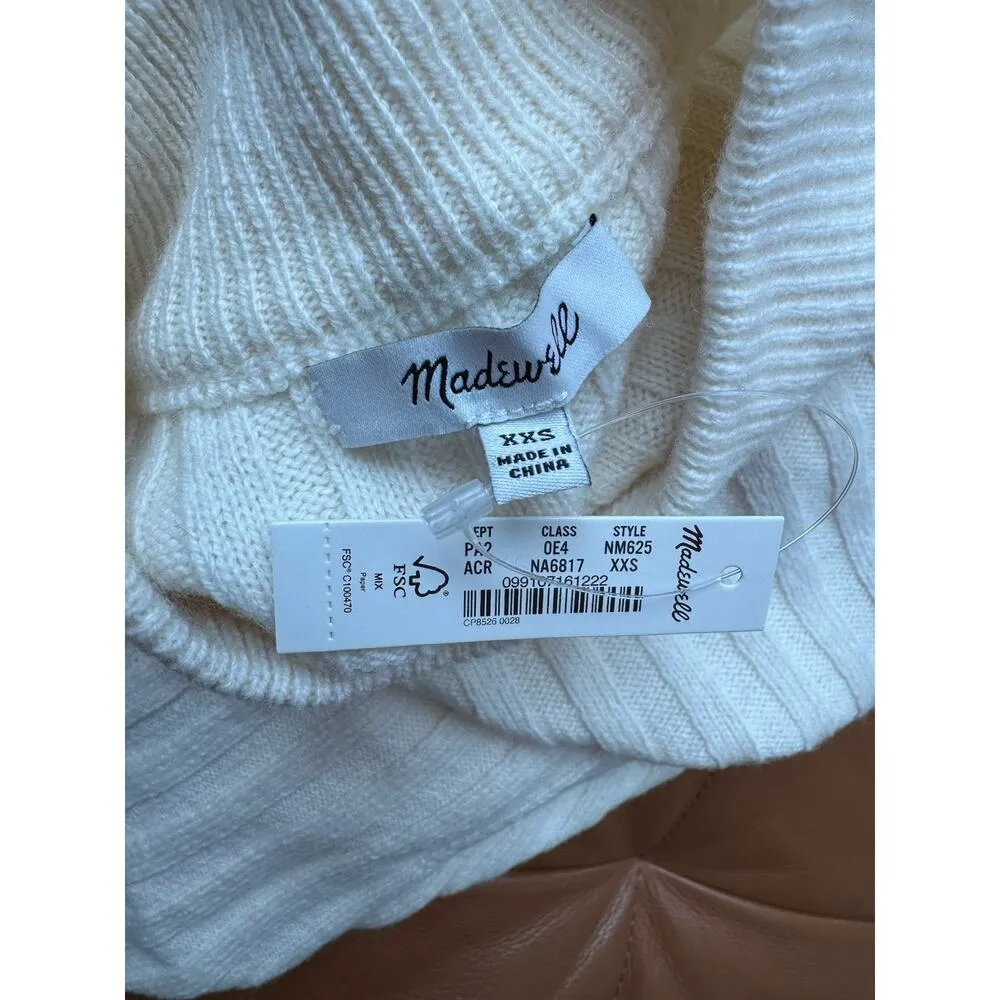 Madewell
XXS
MADE IN
CHINA
CLASS STYLE
0E4 NM625
ACR NA6817 XXS
099107161222
CP8526 0028
FSC
MIX
Paper
FSC® C100470
Madewell